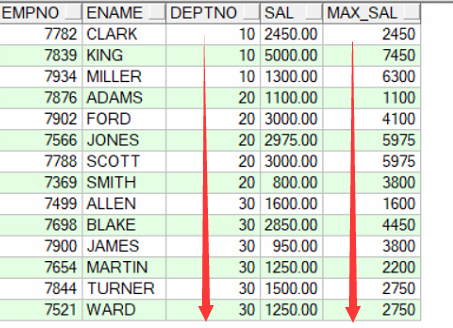 EMPNO ENAME DEPTNO SAL MAX_SAL
7782 CLARK 10 2450.00 2450
7839 KING 10 5000.00 7450
7934 MILLER 10 1300.00 6300
7876 ADAMS 20 1100.00 1100
7902 FORD 20 3000.00 4100
7566 JONES 20 2975.00 5975
7788 SCOTT 20 3000.00 5975
7369 SMITH 20 800.00 3800
7499 ALLEN 30 1600.00 1600
7698 BLAKE 30 2850.00 4450
7900 JAMES 30 950.00 3800
7654 MARTIN 30 1250.00 2200
7844 TURNER 30 1500.00 2750
7521 WARD 30 1250.00 2750